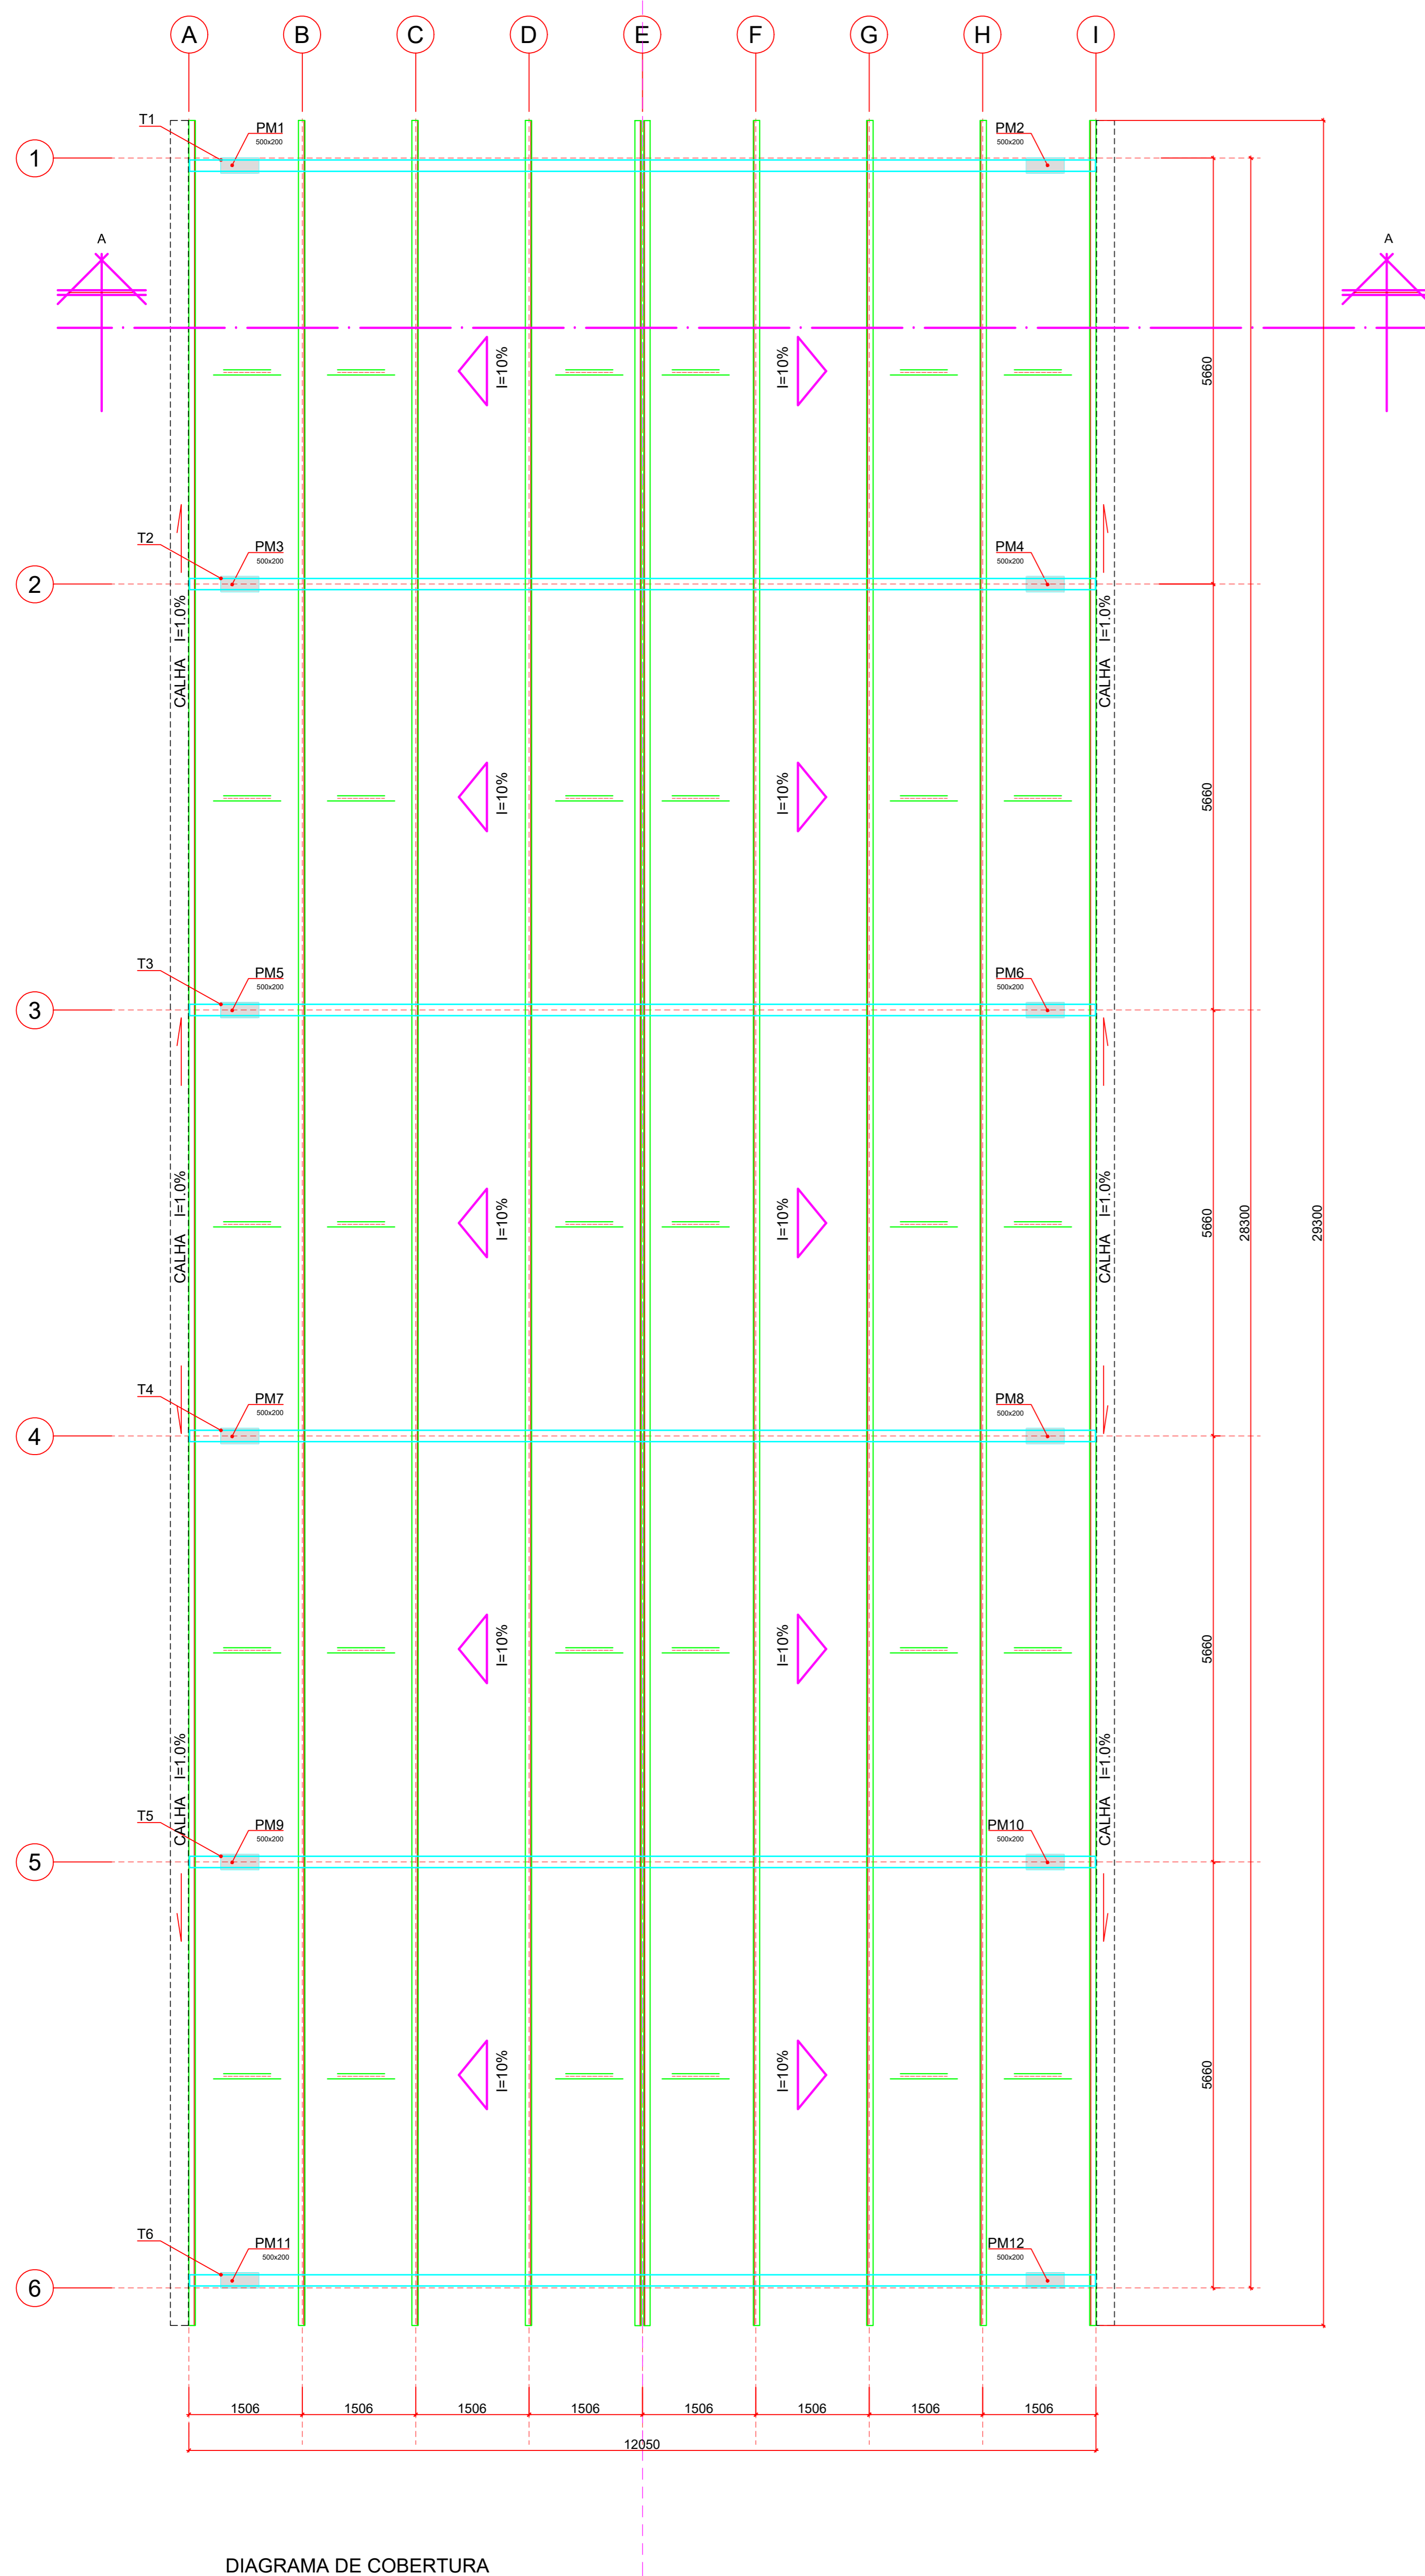 A B C D E F G H I
T1 PM1 PM2
500x200 500x200
1
A A
I=10% I=10% 5660
T2 PM3 PM4
500x200 500x200
2
CALHA I=1.0% CALHA I=1.0%
I=10% I=10% 5660
T3 PM5 PM6
500x200 500x200
3
CALHA I=1.0% CALHA I=1.0%
I=10% I=10% 5660 28300 29300
T4 PM7 PM8
500x200 500x200
4
I=10% I=10% 5660
CALHA I=1.0% CALHA I=1.0%
T5 PM9 PM10
500x200 500x200
5
I=10% I=10% 5660
T6 PM11 PM12
500x200 500x200
6
1506 1506 1506 1506 1506 1506 1506 1506
12050
DIAGRAMA DE COBERTURA